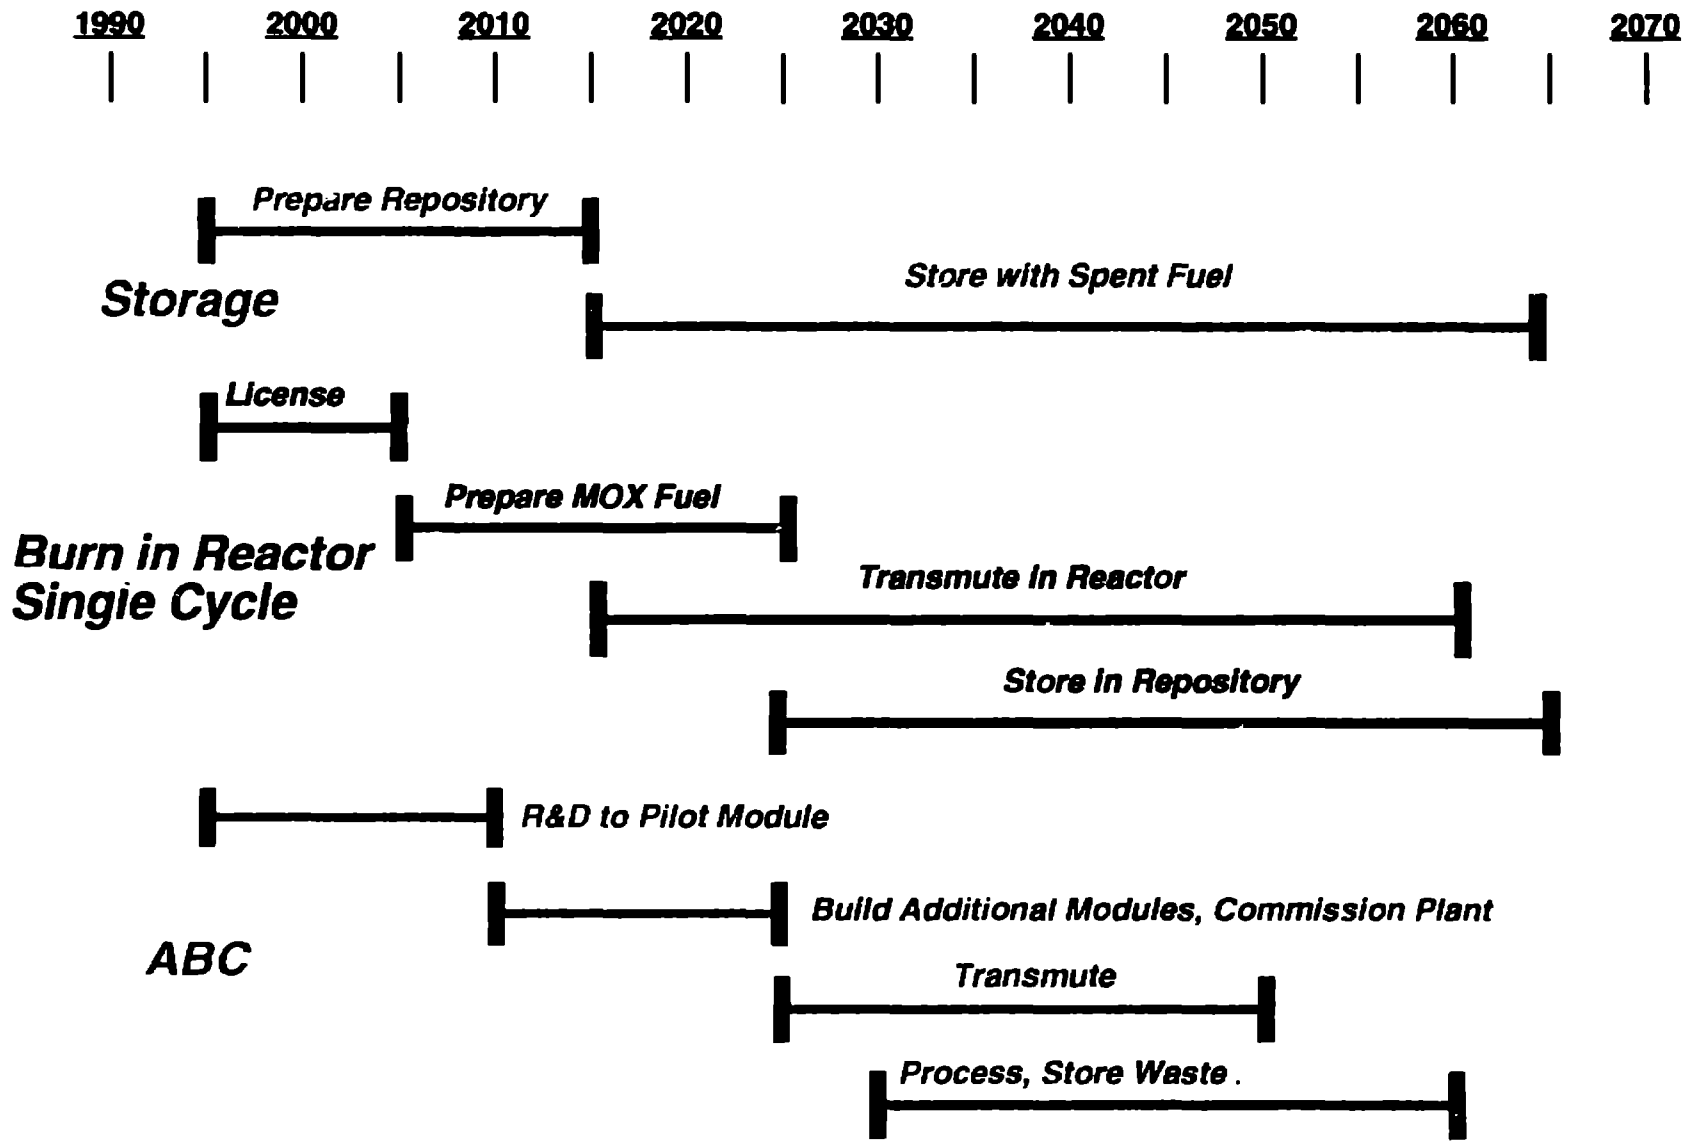 1990 2000 2010 2020 2030 2040 2050 2060 2070
Prepare Repository
Store with Spent Fuel
Storage
License
Prepare MOX Fuel
Burn in Reactor
Single Cycle
Transmute in Reactor
Store in Repository
R&D to Pilot Module
Build Additional Modules, Commission Plant
ABC
Transmute
Process, Store Waste .